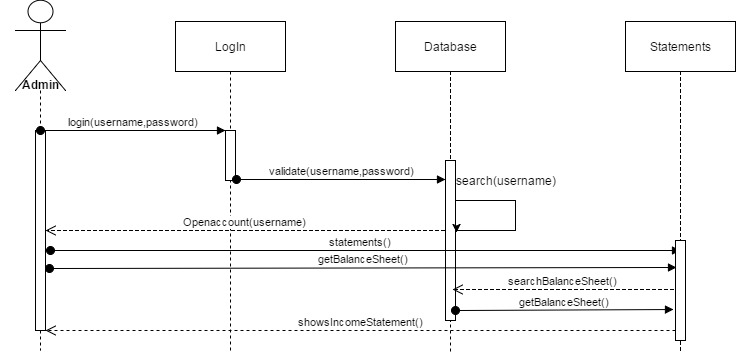 LogIn
Database
Statements
Admin
login(username,password)
validate(username,password)
search(username)
Openaccount(username)
statements()
getBalanceSheet()
searchBalanceSheet()
getBalanceSheet()
showsIncomeStatement()